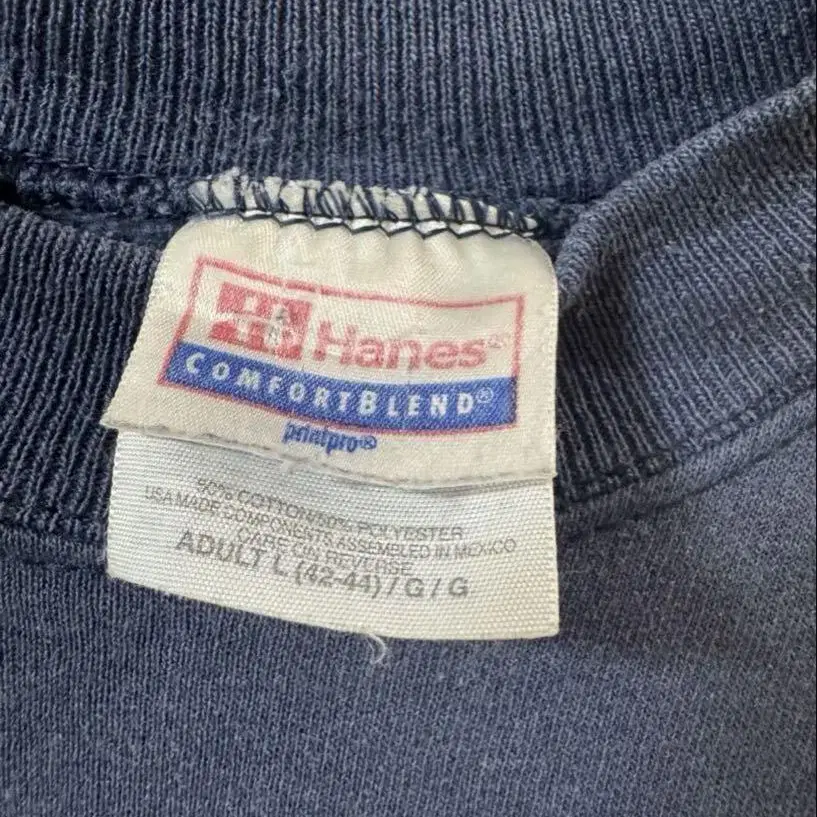 Hanes®
COMFORTBLEND®
printpro®
50% COTTON/50% POLYESTER
USA MADE COMPONENTS ASSEMBLED IN MEXICO
CARE ON REVERSE
ADULT L (42-44) / G / G